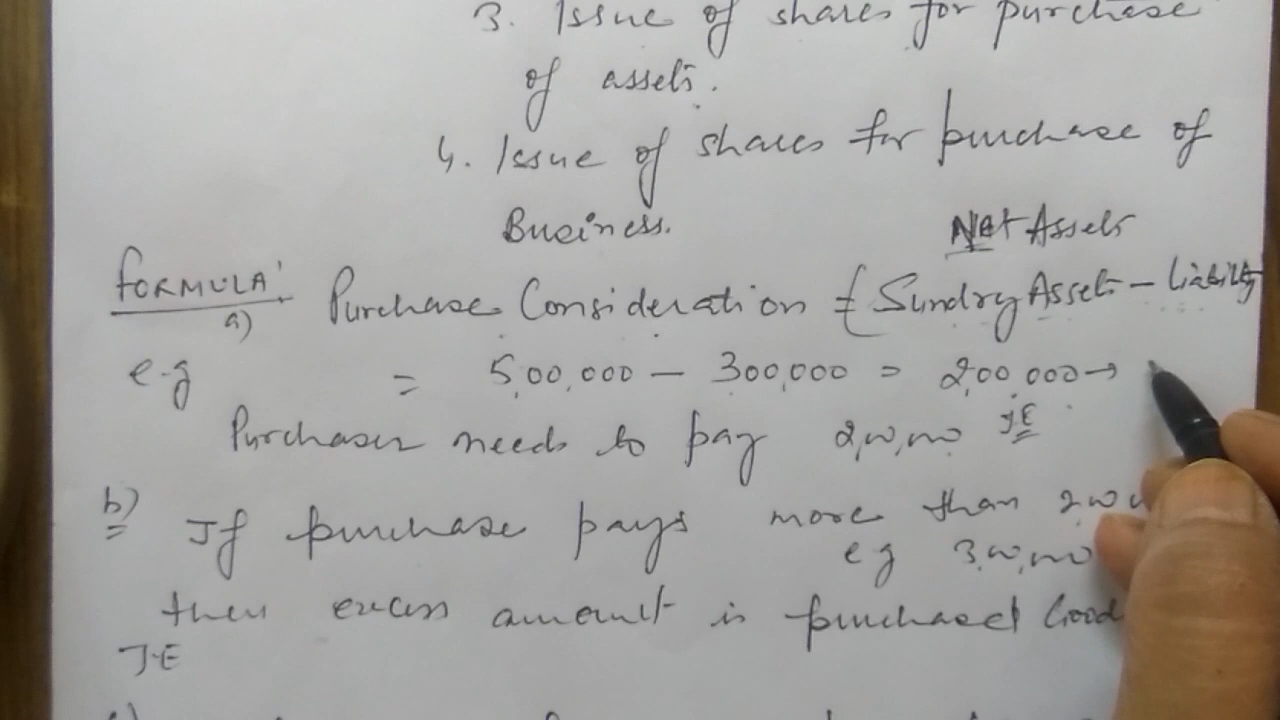 3. Issue of shares for purchase
of assets.
4. Issue of shares for purchase of
Business.
Net Assets
FORMULA:
a) Purchase Consideration = (Sundry Assets - Liability
e.g = 5,00,000 - 300,000 = 2,00,000 →
Purchaser needs to pay 2,00,000 J.E
b) If purchase pays more than 2,00,
eg 3,00,000
then excess amount is purchased Good
J.E